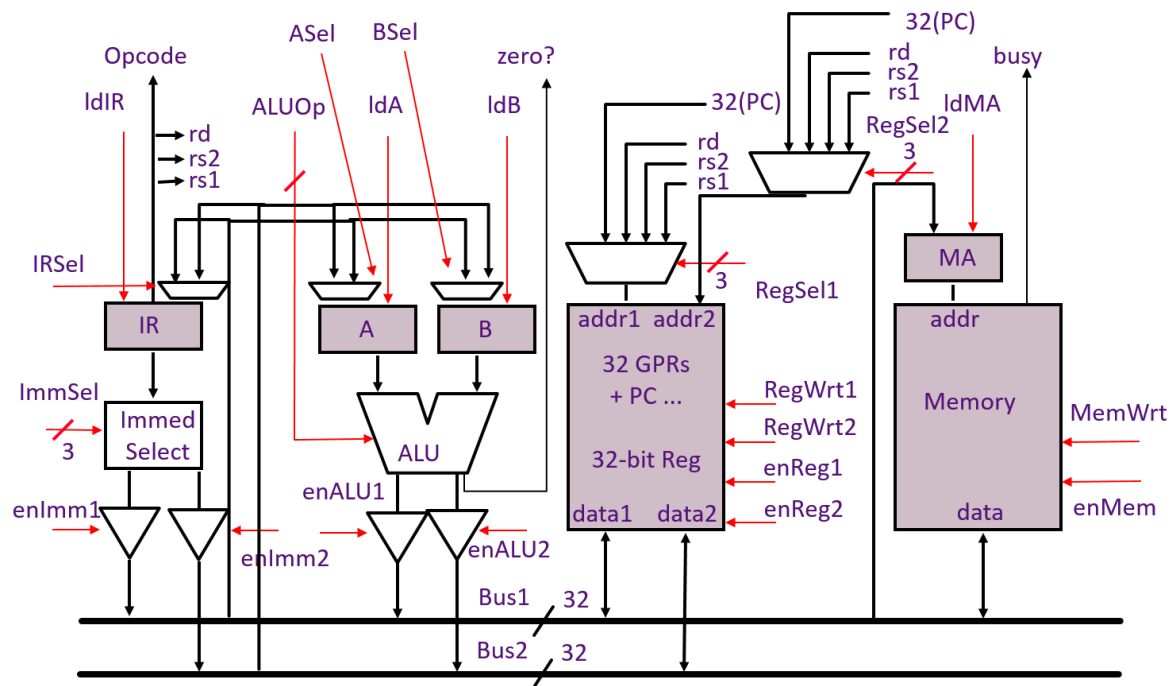 32(PC)
ASel
BSel
Opcode
zero?
rd
rs2
rs1
busy
ldIR
ALUOp
ldA
ldB
32(PC)
ldMA
RegSel2
3
rd
rs2
rs1
rd
rs2
rs1
IRSel
MA
3
RegSel1
IR
A
B
addr1 addr2
addr
32 GPRs
+ PC ...
ImmSel
3
Immed
Select
RegWrt1
Memory
MemWrt
RegWrt2
ALU
32-bit Reg
enALU1
enReg1
enImm1
enReg2
enMem
data1 data2
data
enImm2
enALU2
Bus1
32
Bus2
32